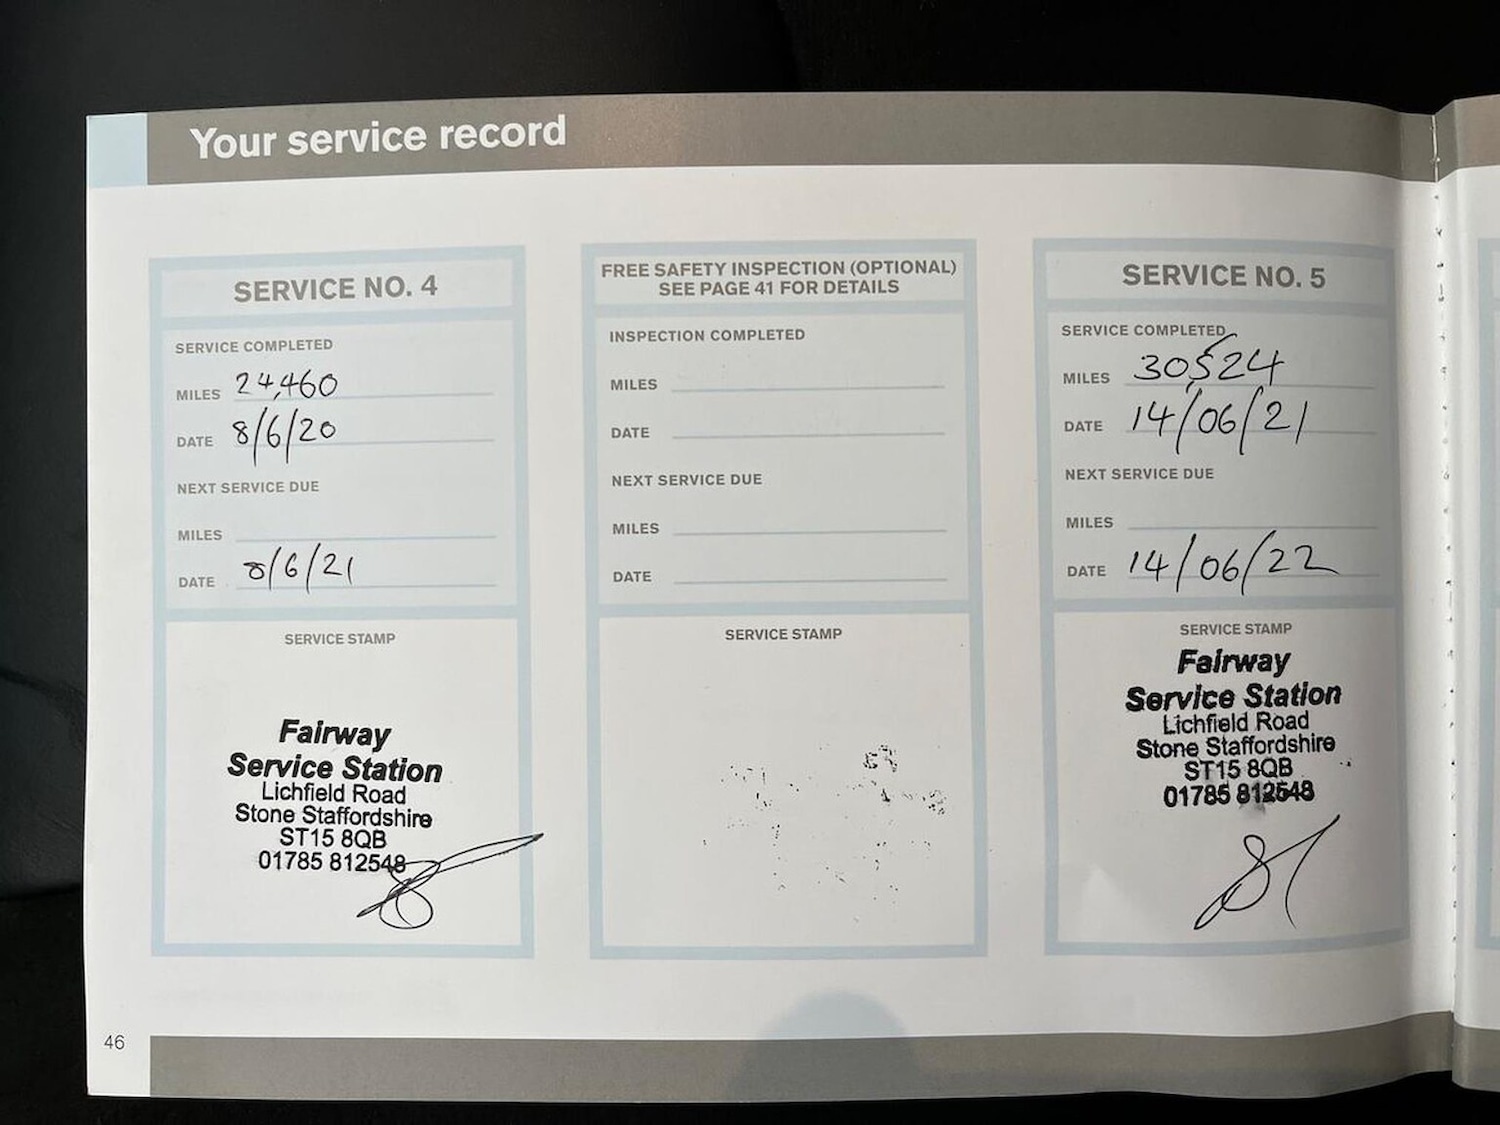 Your service record
SERVICE NO. 4
SERVICE COMPLETED
MILES 24,460
DATE 8/6/20
NEXT SERVICE DUE
MILES
DATE 8/6/21
SERVICE STAMP
Fairway
Service Station
Lichfield Road
Stone Staffordshire
ST15 8QB
01785 812548
FREE SAFETY INSPECTION (OPTIONAL)
SEE PAGE 41 FOR DETAILS
INSPECTION COMPLETED
MILES
DATE
NEXT SERVICE DUE
MILES
DATE
SERVICE STAMP
SERVICE NO. 5
SERVICE COMPLETED
MILES 30,524
DATE 14/06/21
NEXT SERVICE DUE
MILES
DATE 14/06/22
SERVICE STAMP
Fairway
Service Station
Lichfield Road
Stone Staffordshire
ST15 8QB
01785 812548
46